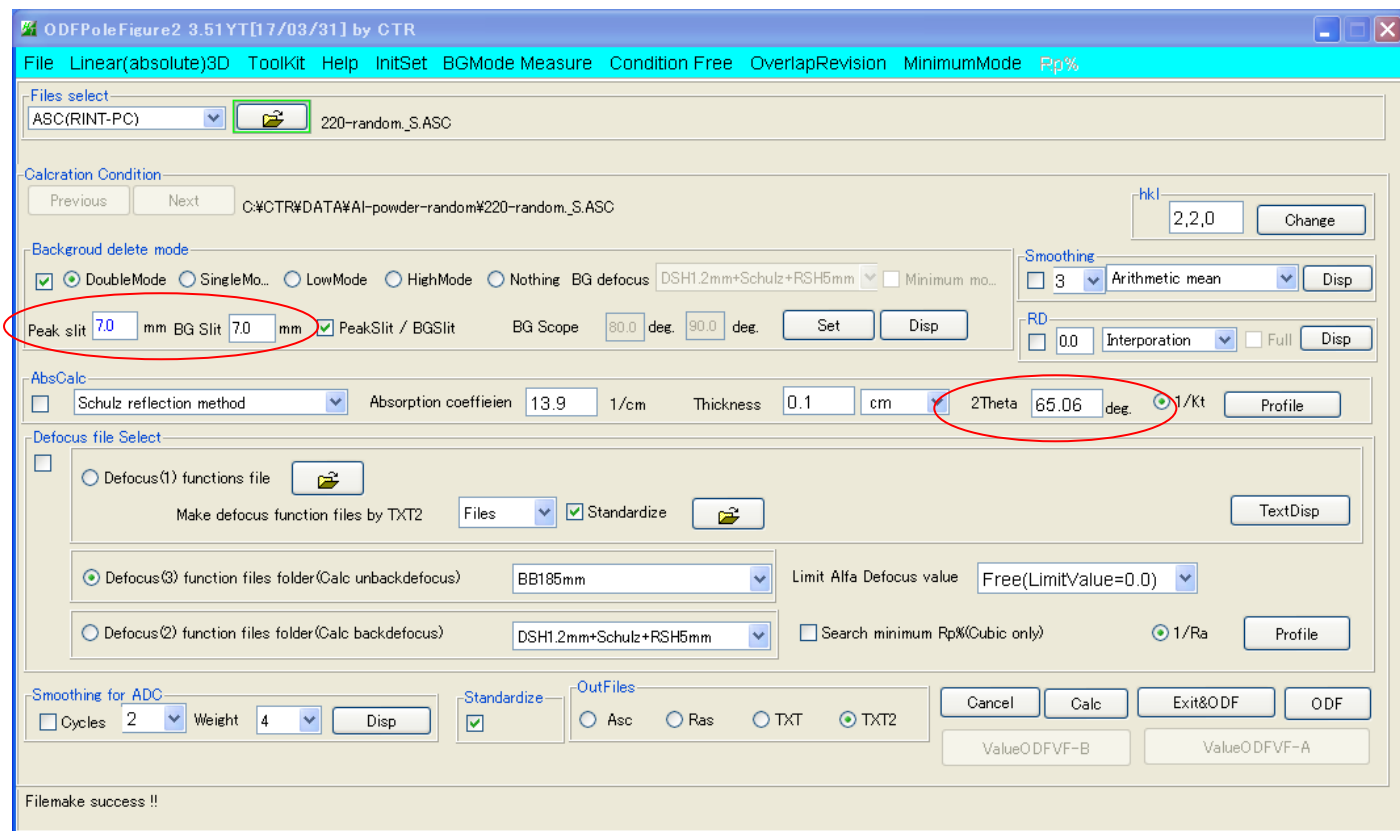 ODFPoleFigure2 3.51YT[17/03/31] by CTR
File Linear(absolute)3D ToolKit Help InitSet BGMode Measure Condition Free OverlapRevision MinimumMode Rp%
Files select
ASC(RINT-PC) 220-random._S.ASC
Calcration Condition
Previous Next C:¥CTR¥DATA¥Al-powder-random¥220-random._S.ASC
hkl
2,2,0 Change
Backgroud delete mode
DoubleMode SingleMo... LowMode HighMode Nothing BG defocus DSH1.2mm+Schulz+RSH5mm Minimum mo...
Peak slit 7.0 mm BG Slit 7.0 mm PeakSlit / BGSlit BG Scope 80.0 deg. 90.0 deg. Set Disp
Smoothing
3 Arithmetic mean Disp
RD
0.0 Interporation Full Disp
AbsCalc
Schulz reflection method Absorption coeffieien 13.9 1/cm Thickness 0.1 cm 2Theta 65.06 deg. 1/Kt Profile
Defocus file Select
Defocus(1) functions file
Make defocus function files by TXT2 Files Standardize TextDisp
Defocus(3) function files folder(Calc unbackdefocus) BB185mm Limit Alfa Defocus value Free(LimitValue=0.0)
Defocus(2) function files folder(Calc backdefocus) DSH1.2mm+Schulz+RSH5mm Search minimum Rp%(Cubic only) 1/Ra Profile
Smoothing for ADC
Cycles 2 Weight 4 Disp
Standardize
OutFiles
Asc Ras TXT TXT2
Cancel Calc Exit&ODF ODF
ValueODFVF-B ValueODFVF-A
Filemake success !!